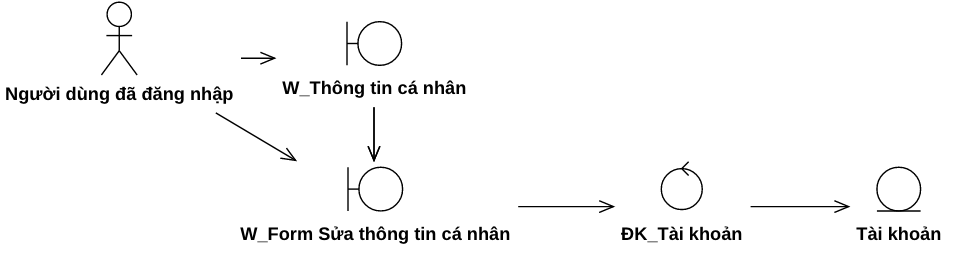 Người dùng đã đăng nhập
W_Thông tin cá nhân
W_Form Sửa thông tin cá nhân
ĐK_Tài khoản
Tài khoản